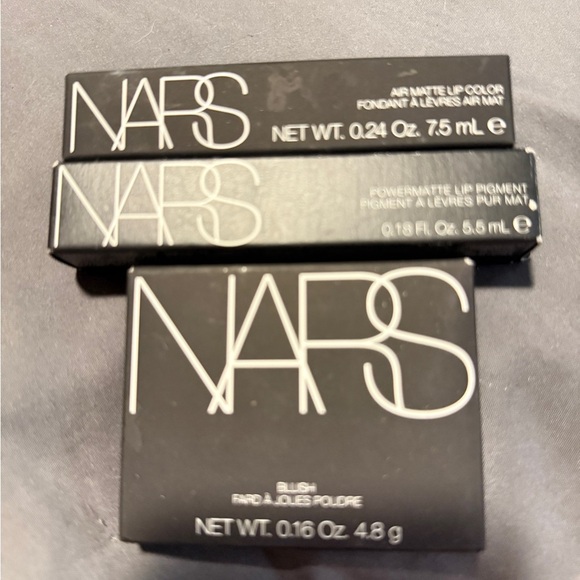 NARS
AIR MATTE LIP COLOR
FONDANT À LÈVRES AIR MAT
NET WT. 0.24 Oz. 7.5 mL ℮
NARS
POWERMATTE LIP PIGMENT
PIGMENT À LÈVRES PUR MAT
0.18 Fl. Oz. 5.5 mL ℮
NARS
BLUSH
FARD À JOUES POUDRE
NET WT. 0.16 Oz. 4.8 g